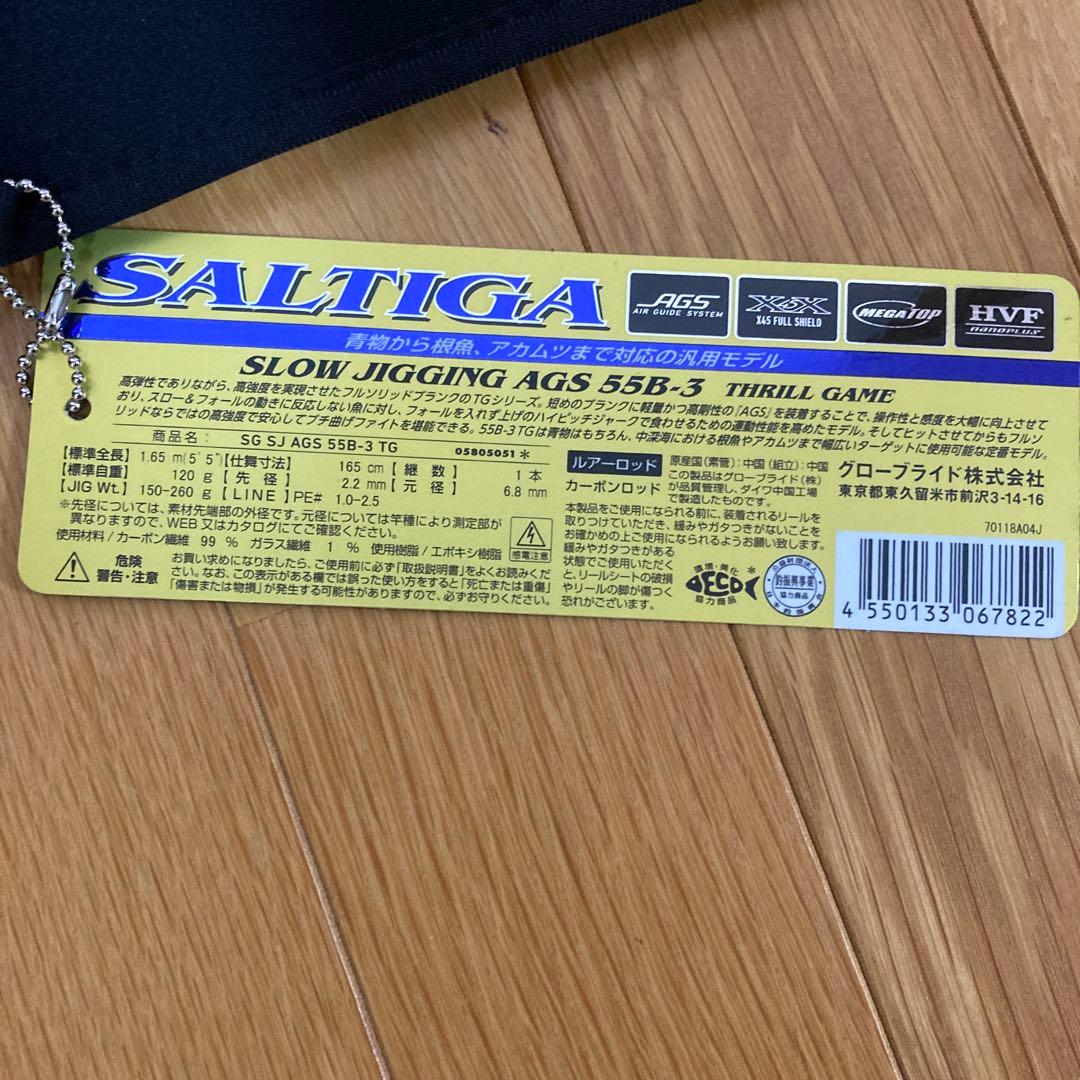 SALTIGA
AGS
AIR GUIDE SYSTEM
X45X
X45 FULL SHIELD
MEGATOP
HVF
nanoplus
青物から根魚、アカムツまで対応の汎用モデル
SLOW JIGGING AGS 55B-3 THRILL GAME
高弾性でありながら、高強度を実現させたフルソリッドブランクのTGシリーズ。短めのブランクに軽量かつ高剛性の「AGS」を装着することで、操作性と感度を大幅に向上させて
おり、スロー&フォールの動きに反応しない魚に対し、フォールを入れず上げのハイピッチジャークで食わせるための運動性能を高めたモデル。そしてヒットさせてからもフルソ
リッドならではの高強度で安心してブチ曲げファイトを堪能できる。55B-3TGは青物はもちろん、中深海における根魚やアカムツまで幅広いターゲットに使用可能な定番モデル。
商品名: SG SJ AGS 55B-3 TG 05805051*
【標準全長】 1.65 m(5'5")【仕舞寸法】 165 cm【継数】 1 本
【標準自重】 120 g【先径】 2.2 mm【元径】 6.8 mm
【JIG Wt.】 150-260 g【LINE】PE# 1.0-2.5
※先径については、素材先端部の外径です。元径については竿種により測定部が
異なりますので、WEB又はカタログにてご確認ください。
使用材料/カーボン繊維 99 % ガラス繊維 1 % 使用樹脂/エポキシ樹脂
感電注意
危険
警告・注意
お買い求めになりましたら、ご使用前に必ず「取扱説明書」をよくお読みくだ
さい。なお、この表示がある欄では誤った使い方をすると「死亡または重傷」
「傷害または物損」が発生する可能性がありますので、必ずお守りください。
ルアーロッド
カーボンロッド
原産国(素管):中国(組立):中国
この製品はグローブライド(株)
が品質管理し、ダイワ中国工場
で製造したものです。
本製品をご使用になられる前に、装着されるリールを
取りつけていただき、緩みやガタつきがないことを
お確かめの上ご使用になられるようお願い致します。
緩みやガタつきがある
状態でご使用いただく
と、リールシートの破損
やリールの脚が傷つく
恐れがございます。
環境・美化
DECO
協力商品
公益財団法人
釣振興事業
協力商品
日本釣振興会
グローブライド株式会社
東京都東久留米市前沢3-14-16
70118A04J
4 550133 067822